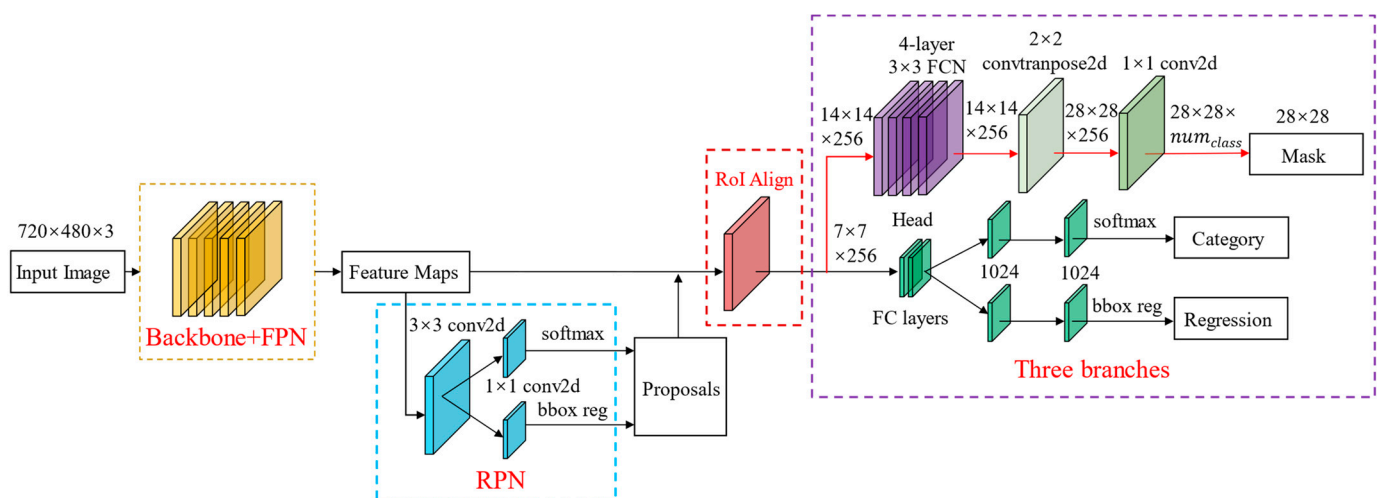 720×480×3
Input Image
Backbone+FPN
Feature Maps
3×3 conv2d
softmax
1×1 conv2d
bbox reg
RPN
Proposals
RoI Align
14×14
×256
7×7
×256
4-layer
3×3 FCN
14×14
×256
2×2
convtranpose2d
28×28
×256
1×1 conv2d
28×28×
num_class
28×28
Mask
Head
FC layers
1024
1024
softmax
Category
bbox reg
Regression
Three branches